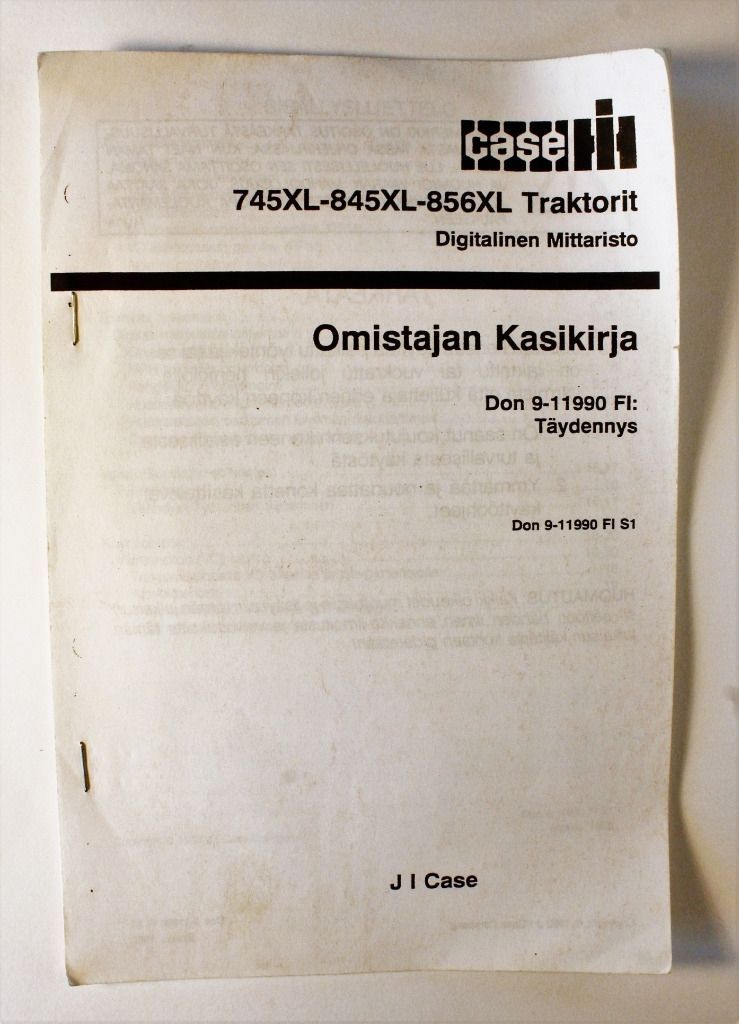 case IH
745XL-845XL-856XL Traktorit
Digitalinen Mittaristo
Omistajan Kasikirja
Don 9-11990 FI:
Täydennys
Don 9-11990 FI S1
J I Case